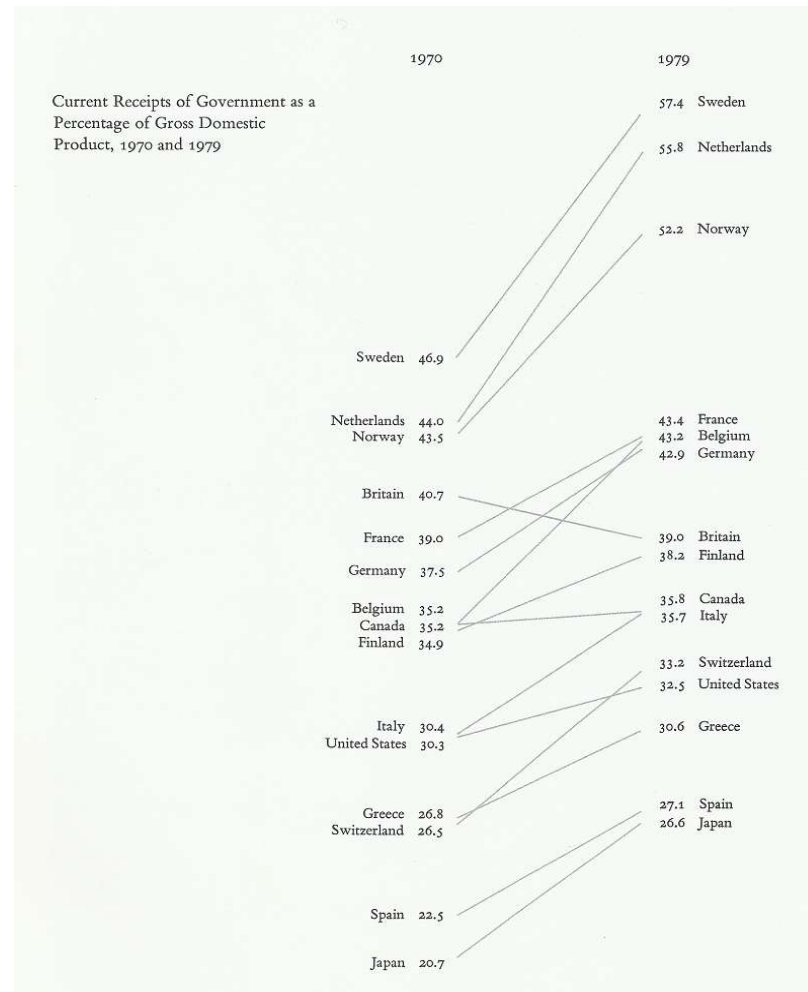 1970
1979
Current Receipts of Government as a
Percentage of Gross Domestic
Product, 1970 and 1979
57.4 Sweden
55.8 Netherlands
52.2 Norway
Sweden 46.9
Netherlands 44.0
Norway 43.5
43.4 France
43.2 Belgium
42.9 Germany
Britain 40.7
France 39.0
39.0 Britain
38.2 Finland
Germany 37.5
Belgium 35.2
Canada 35.2
Finland 34.9
35.8 Canada
35.7 Italy
33.2 Switzerland
32.5 United States
Italy 30.4
United States 30.3
30.6 Greece
Greece 26.8
Switzerland 26.5
27.1 Spain
26.6 Japan
Spain 22.5
Japan 20.7